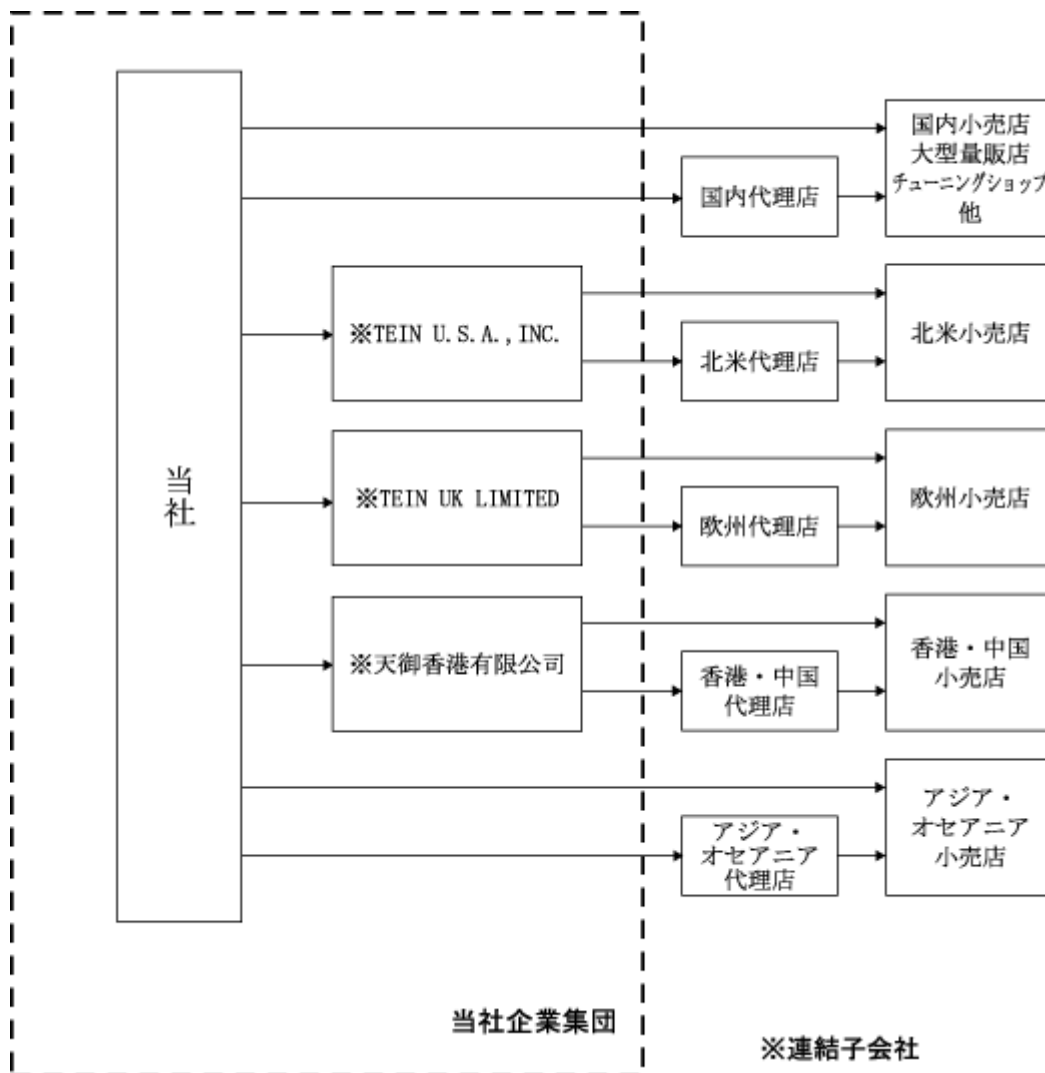 国内小売店
大型量販店
チューニングショップ
他
国内代理店
※TEIN U.S.A.,INC.
北米代理店
北米小売店
当
社
※TEIN UK LIMITED
欧州代理店
欧州小売店
※天御香港有限公司
香港・中国
代理店
香港・中国
小売店
アジア・
オセアニア
代理店
アジア・
オセアニア
小売店
当社企業集団
※連結子会社